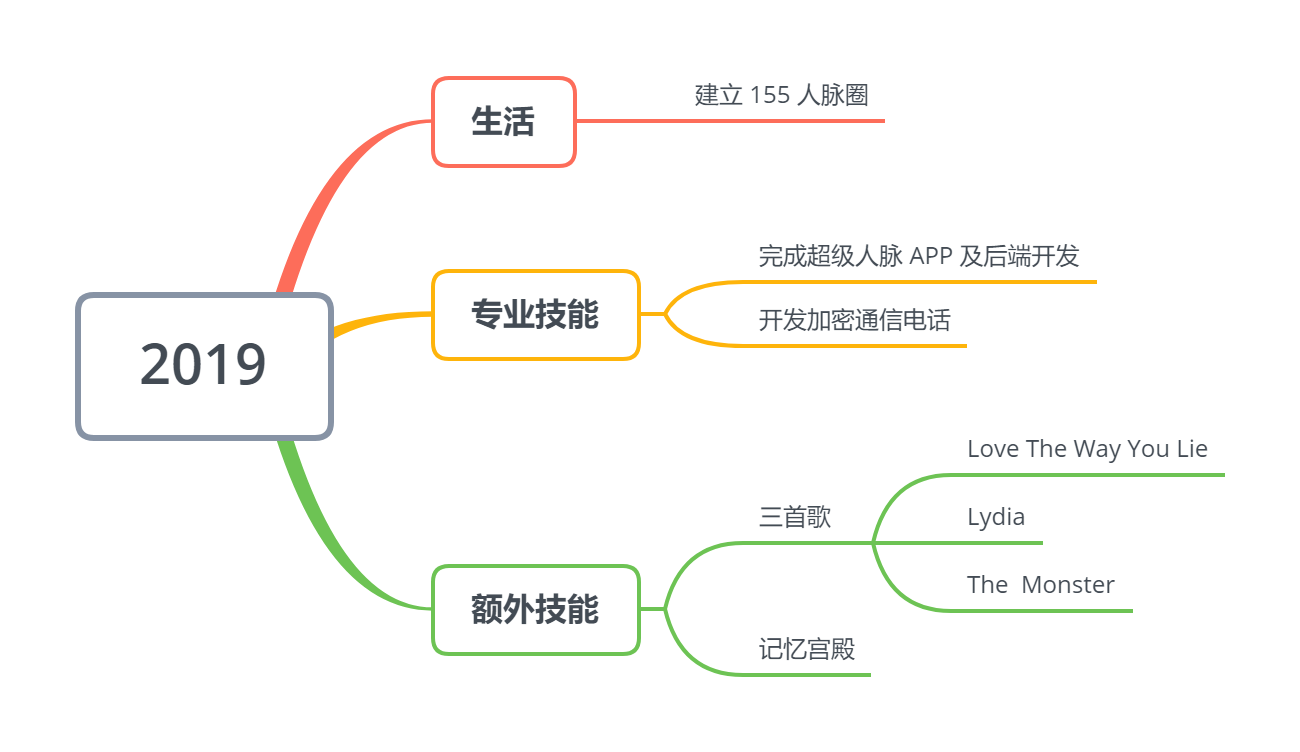 2019
生活
建立 155 人脉圈
专业技能
完成超级人脉 APP 及后端开发
开发加密通信电话
额外技能
三首歌
Love The Way You Lie
Lydia
The  Monster
记忆宫殿